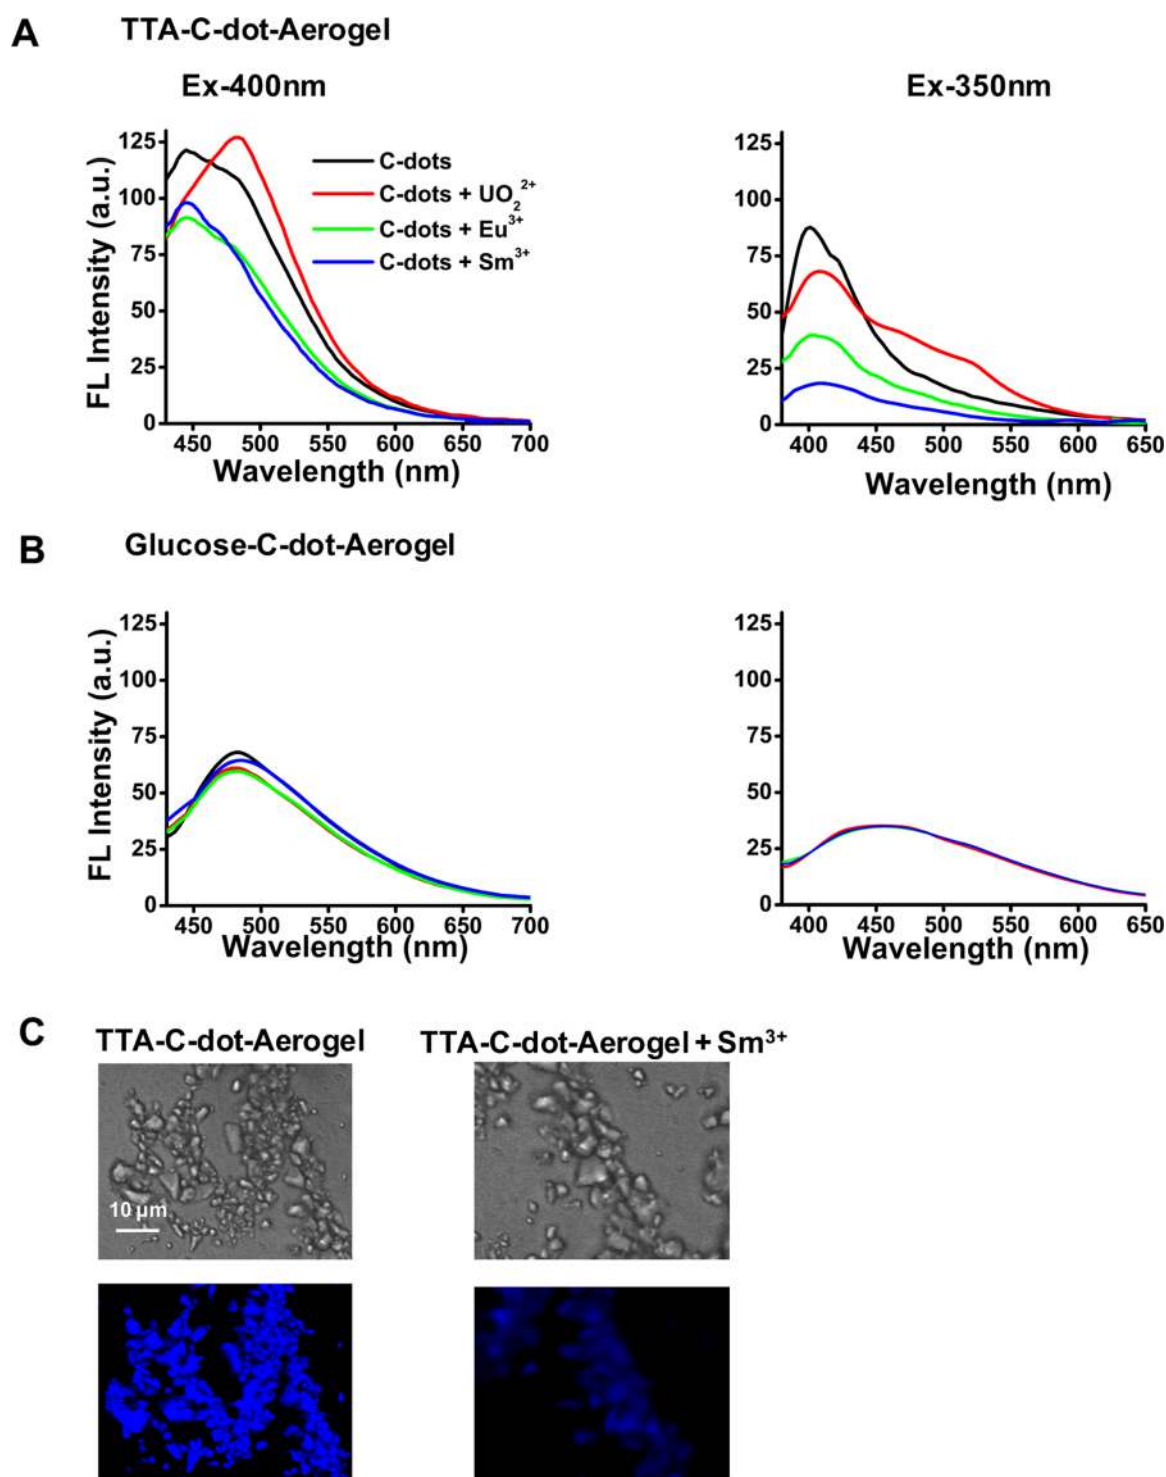 A
TTA-C-dot-Aerogel
Ex-400nm
Ex-350nm
FL Intensity (a.u.)
125
100
75
50
25
0
C-dots
C-dots + UO₂²⁺
C-dots + Eu³⁺
C-dots + Sm³⁺
450 500 550 600 650 700
Wavelength (nm)
125
100
75
50
25
0
400 450 500 550 600 650
Wavelength (nm)
B
Glucose-C-dot-Aerogel
FL Intensity (a.u.)
125
100
75
50
25
0
450 500 550 600 650 700
Wavelength (nm)
125
100
75
50
25
0
400 450 500 550 600 650
Wavelength (nm)
C
TTA-C-dot-Aerogel
TTA-C-dot-Aerogel + Sm³⁺
10 µm